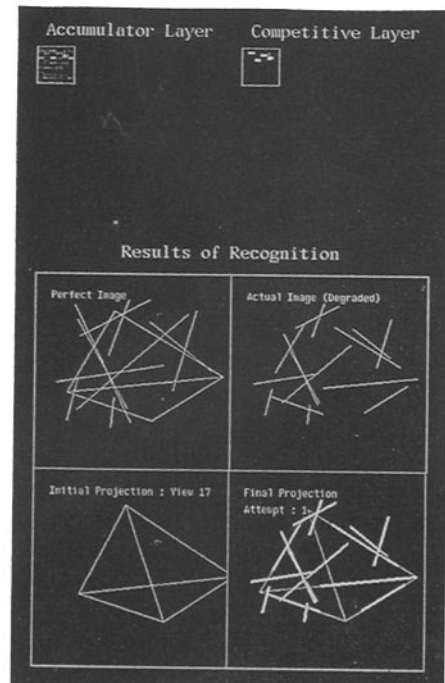 Accumulator Layer
Competitive Layer
Results of Recognition
Perfect Image
Actual Image (Degraded)
Initial Projection : View 17
Final Projection
Attempt : 1